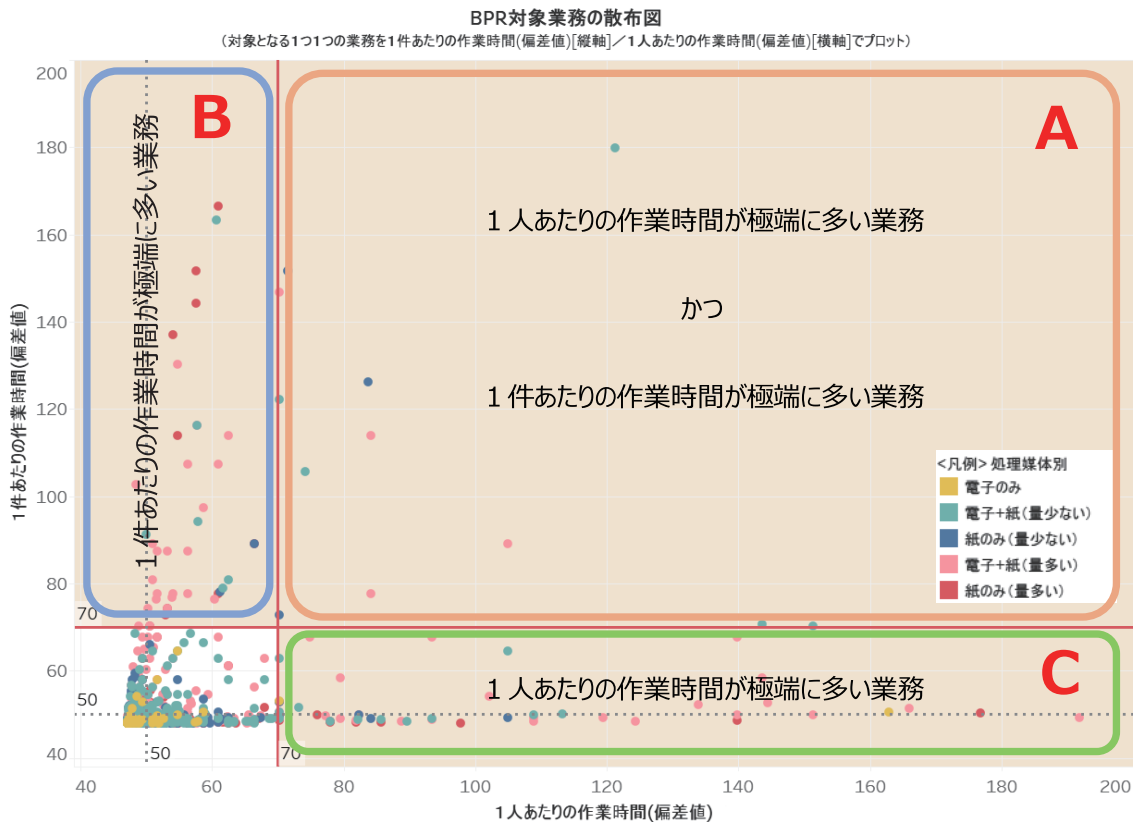 BPR対象業務の散布図
(対象となる1つ1つの業務を1件あたりの作業時間(偏差値)[縦軸]／1人あたりの作業時間(偏差値)[横軸]でプロット)
200
180
160
140
120
100
80
70
60
50
40
1件あたりの作業時間(偏差値)
B
1 件あたりの作業時間が極端に多い業務
A
1 人あたりの作業時間が極端に多い業務
かつ
1 件あたりの作業時間が極端に多い業務
<凡例> 処理媒体別
電子のみ
電子+紙(量少ない)
紙のみ(量少ない)
電子+紙(量多い)
紙のみ(量多い)
C
1 人あたりの作業時間が極端に多い業務
50
70
40
60
80
100
120
140
160
180
200
1人あたりの作業時間(偏差値)